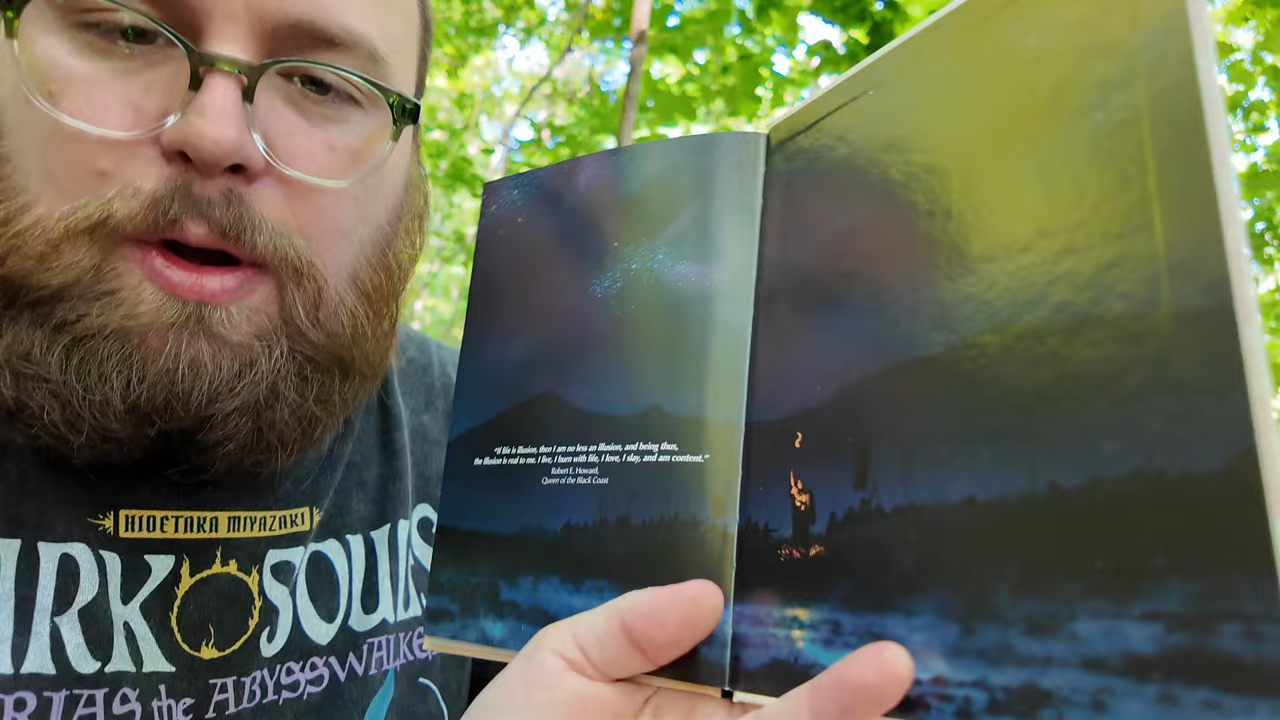 "If life is illusion, then I am no less an illusion, and being thus,
the illusion is real to me. I live, I burn with life, I love, I slay, and am content."
Robert E. Howard,
Queen of the Black Coast
HIDETAKA MIYAZAKI
ARK SOULS
RIAS the ABYSSWALKE